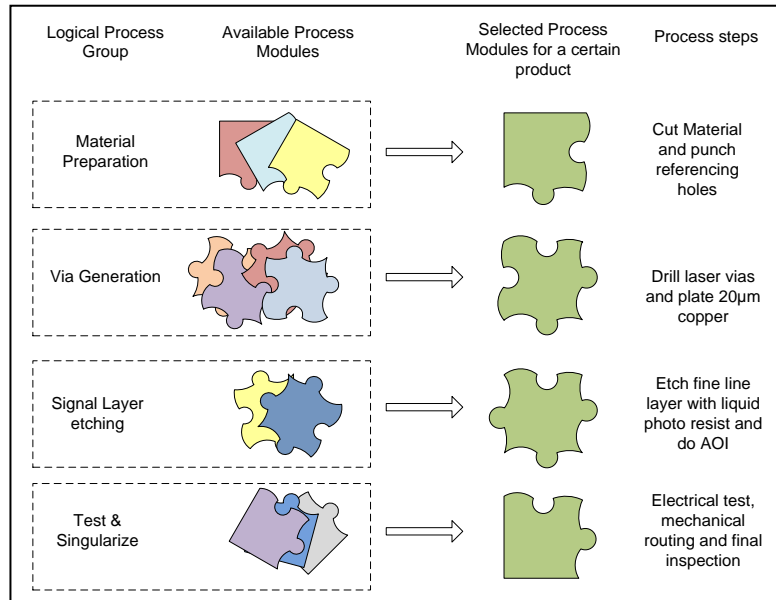 Logical Process
Group
Available Process
Modules
Selected Process
Modules for a certain
product
Process steps
Material
Preparation
Cut Material
and punch
referencing
holes
Via Generation
Drill laser vias
and plate 20µm
copper
Signal Layer
etching
Etch fine line
layer with liquid
photo resist and
do AOI
Test &
Singularize
Electrical test,
mechanical
routing and final
inspection